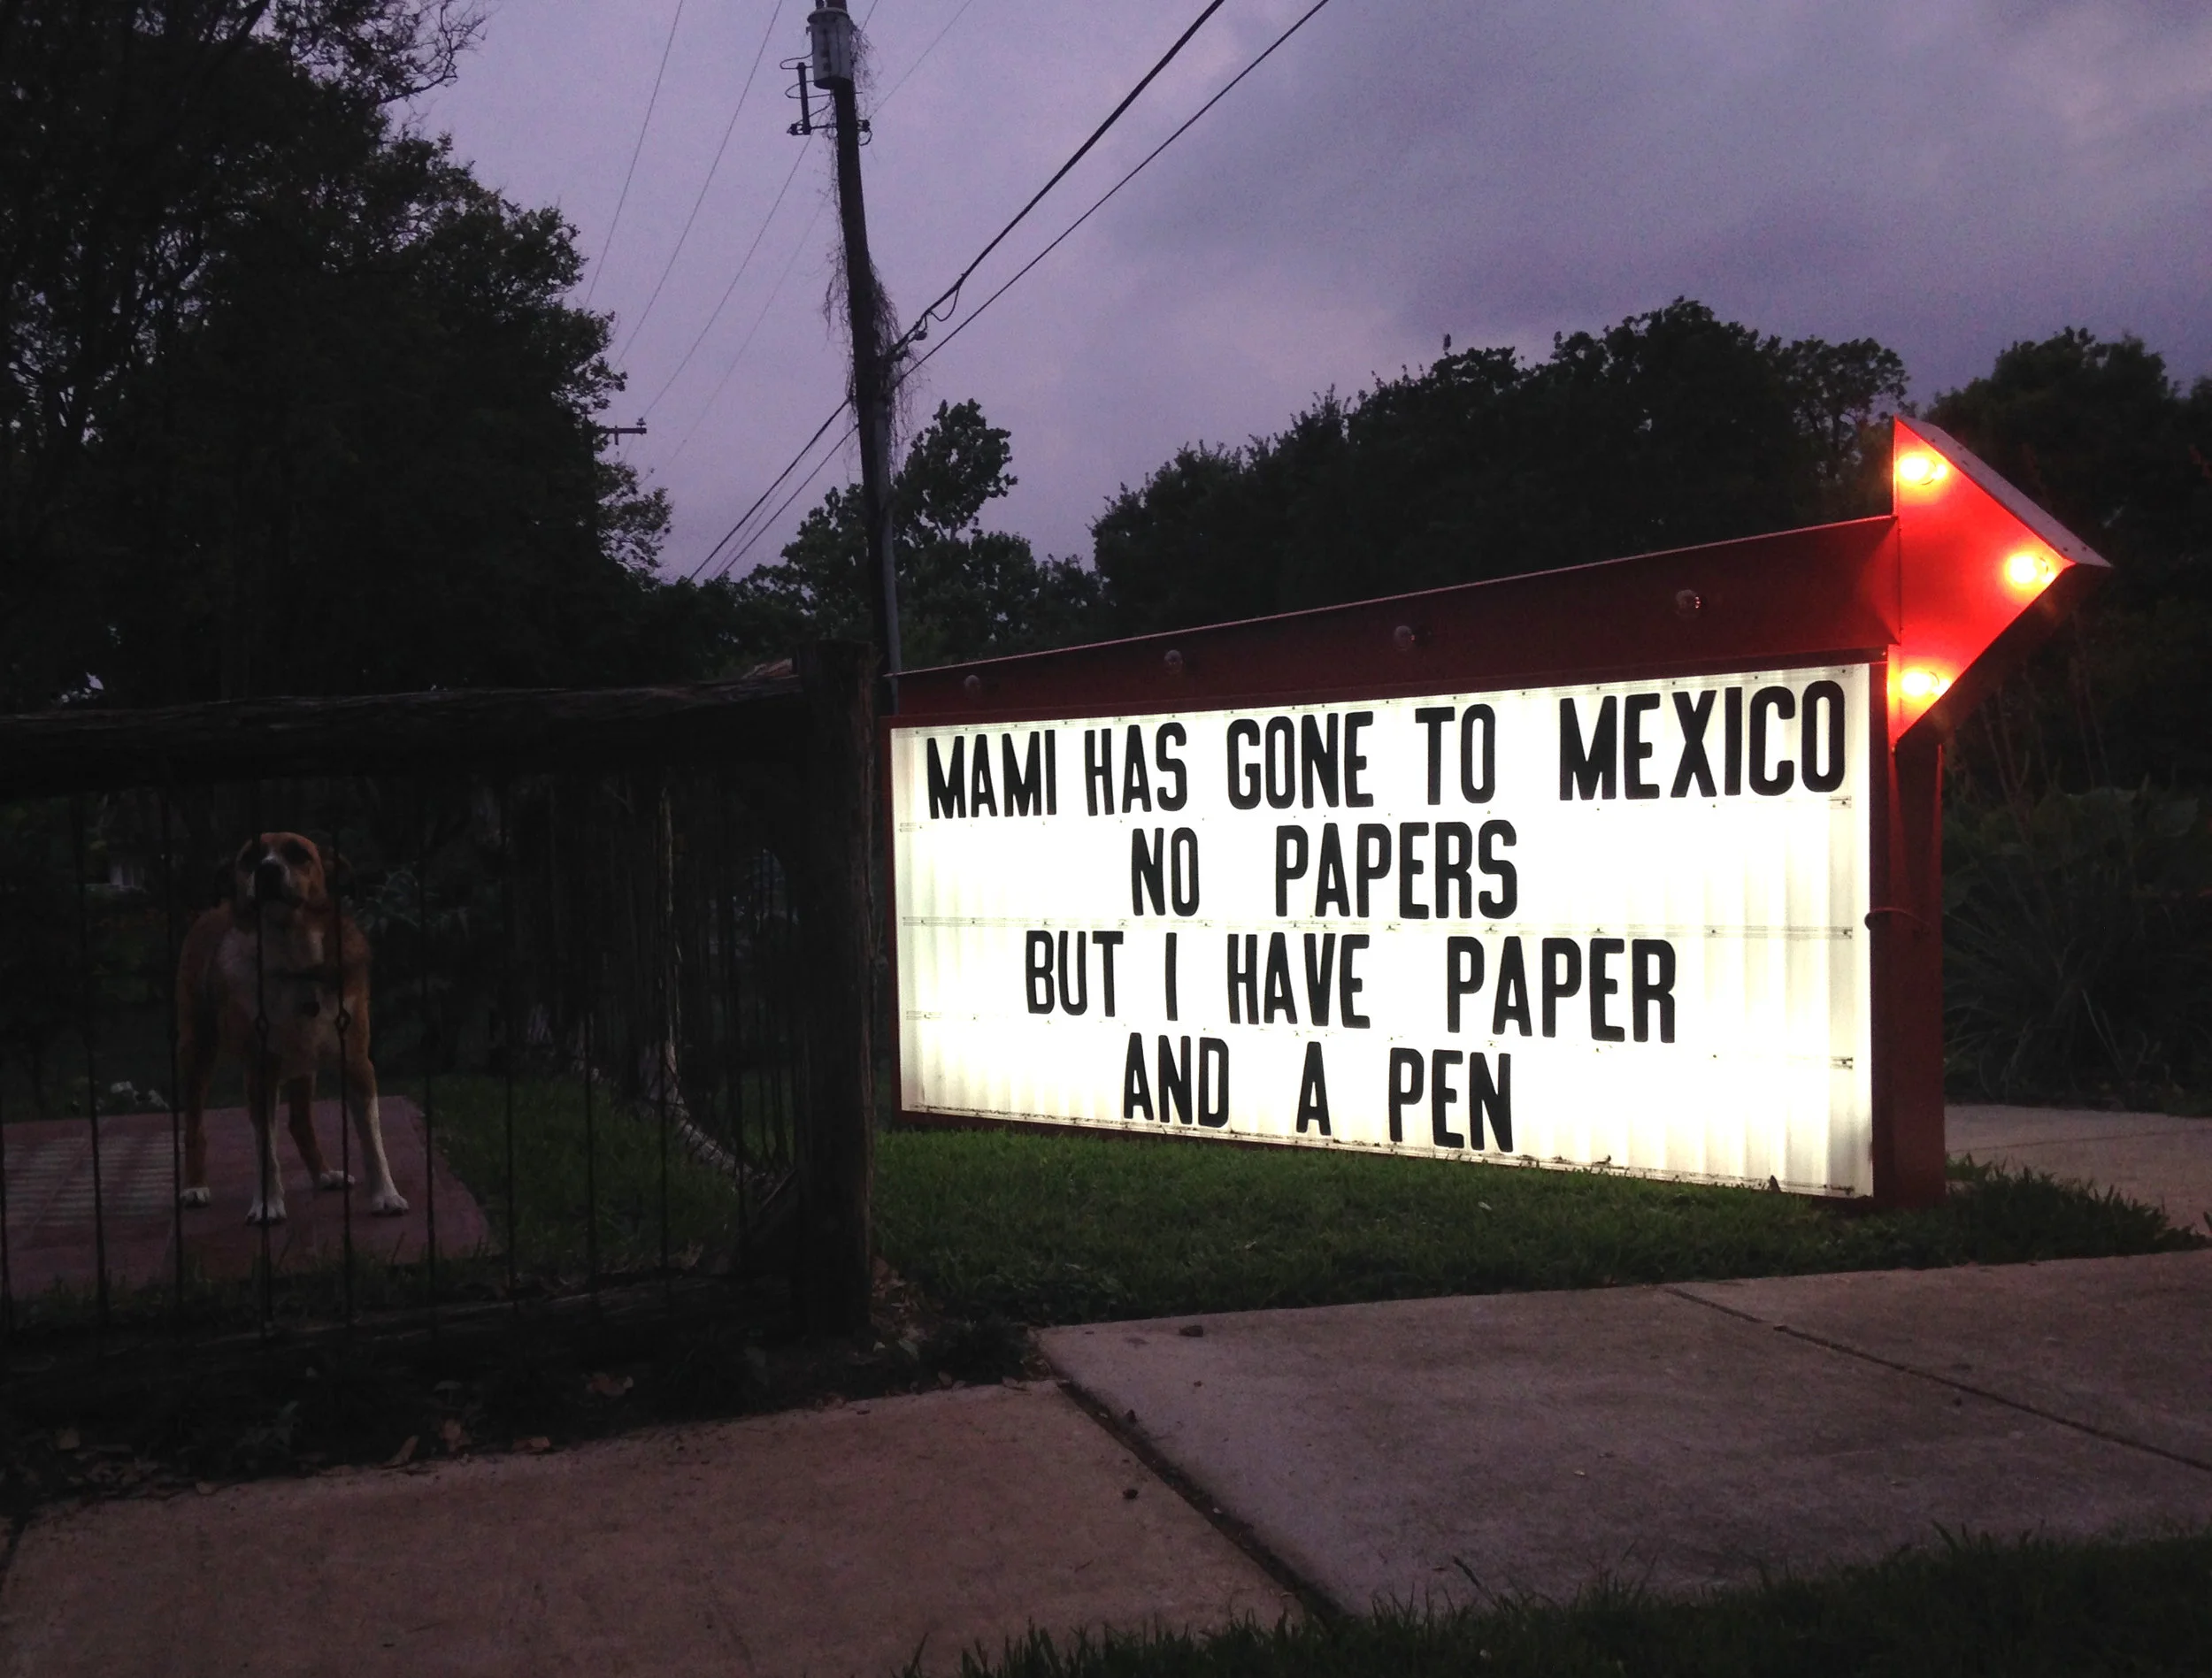 MAMI HAS GONE TO MEXICO
NO PAPERS
BUT I HAVE PAPER
AND A PEN